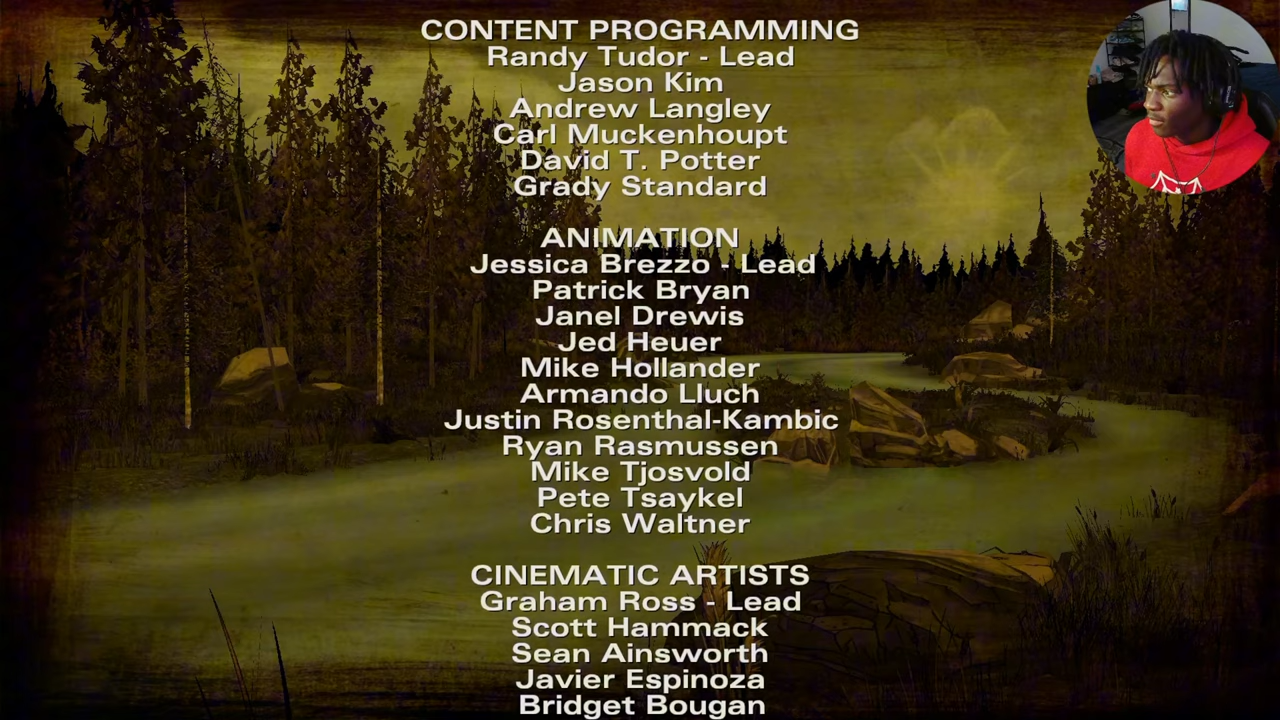 CONTENT PROGRAMMING
Randy Tudor - Lead
Jason Kim
Andrew Langley
Carl Muckenhoupt
David T. Potter
Grady Standard
ANIMATION
Jessica Brezzo - Lead
Patrick Bryan
Janel Drewis
Jed Heuer
Mike Hollander
Armando Lluch
Justin Rosenthal-Kambic
Ryan Rasmussen
Mike Tjosvold
Pete Tsaykel
Chris Waltner
CINEMATIC ARTISTS
Graham Ross - Lead
Scott Hammack
Sean Ainsworth
Javier Espinoza
Bridget Bougan